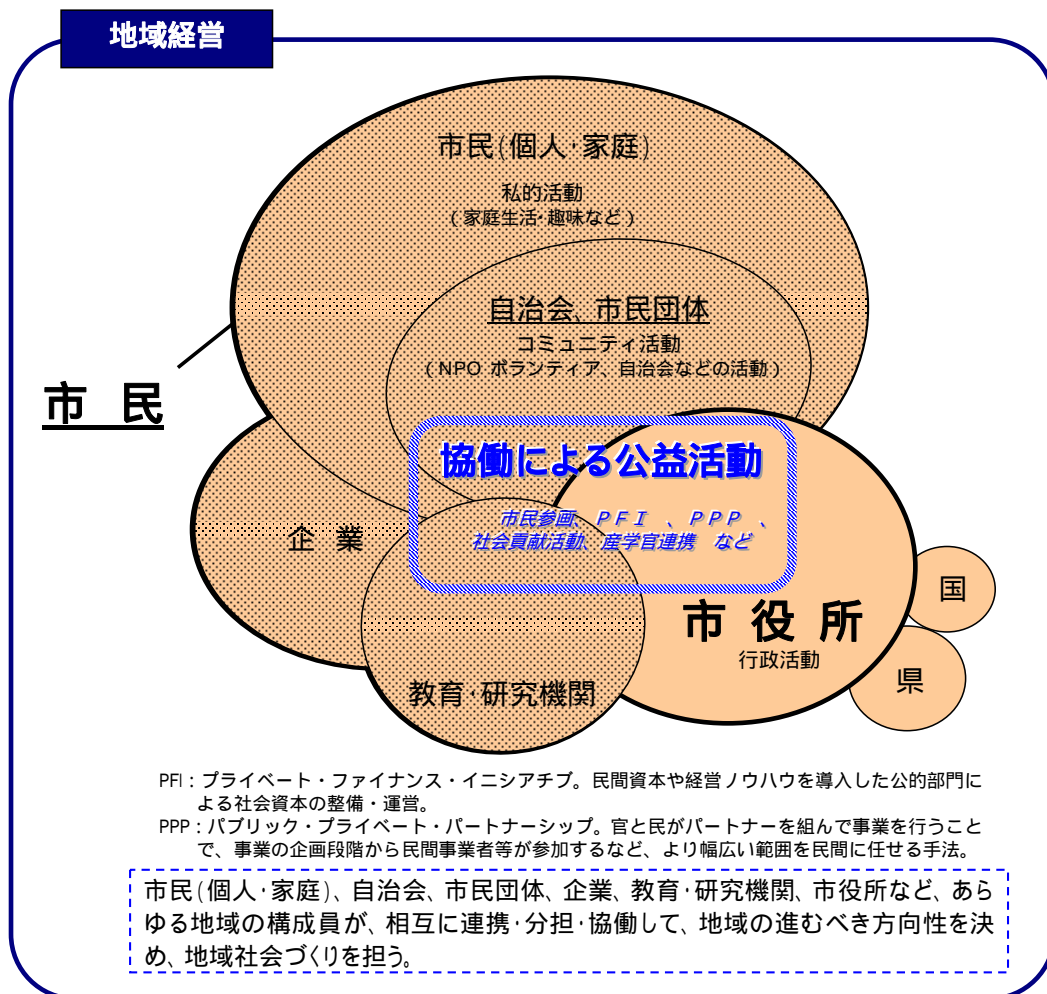 地域経営
市民(個人・家庭)
私的活動
(家庭生活・趣味など)
自治会、市民団体
コミュニティ活動
(NPO ボランティア、自治会などの活動)
市 民
協働による公益活動
市民参画、PFI 、PPP 、
社会貢献活動、産学官連携 など
企 業
国
市 役 所
行政活動
県
教育・研究機関
PFI:プライベート・ファイナンス・イニシアチブ。民間資本や経営ノウハウを導入した公的部門に
よる社会資本の整備・運営。
PPP:パブリック・プライベート・パートナーシップ。官と民がパートナーを組んで事業を行うこと
で、事業の企画段階から民間事業者等が参加するなど、より幅広い範囲を民間に任せる手法。
市民(個人・家庭)、自治会、市民団体、企業、教育・研究機関、市役所など、あら
ゆる地域の構成員が、相互に連携・分担・協働して、地域の進むべき方向性を決
め、地域社会づくりを担う。